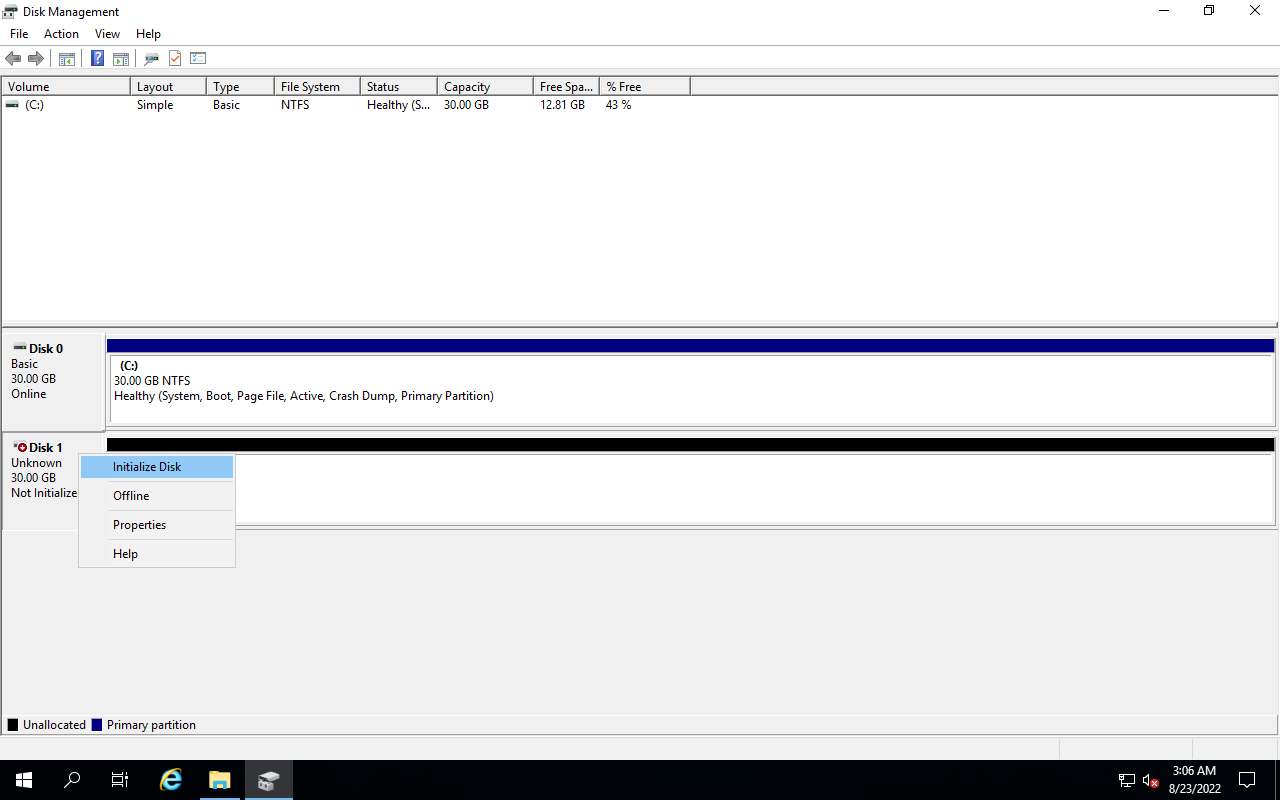 Disk Management
File Action View Help
Volume Layout Type File System Status Capacity Free Spa... % Free
(C:) Simple Basic NTFS Healthy (S... 30.00 GB 12.81 GB 43 %
Disk 0
Basic
30.00 GB
Online
(C:)
30.00 GB NTFS
Healthy (System, Boot, Page File, Active, Crash Dump, Primary Partition)
Disk 1
Unknown
30.00 GB
Not Initialize
Initialize Disk
Offline
Properties
Help
Unallocated Primary partition
3:06 AM
8/23/2022